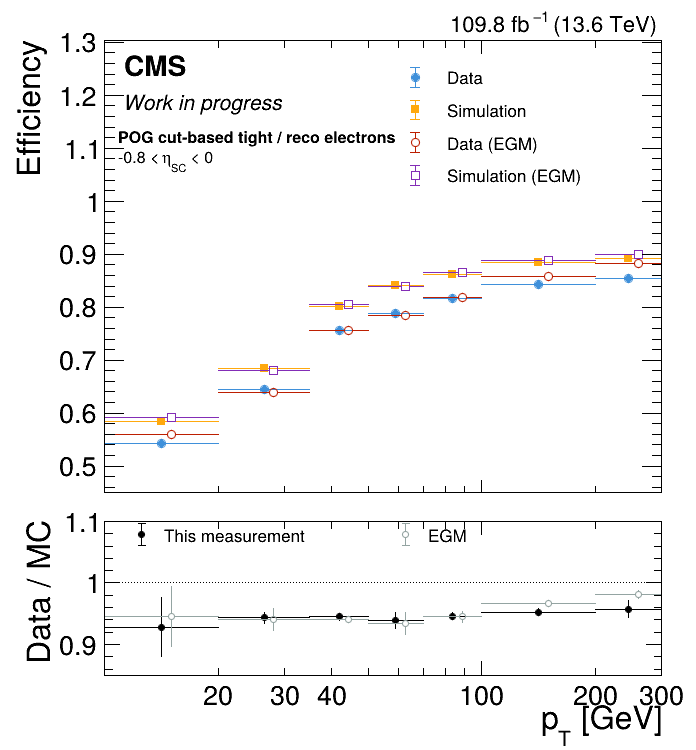 109.8 fb⁻¹ (13.6 TeV)
CMS
Work in progress
POG cut-based tight / reco electrons
-0.8 < ηSC < 0
Data
Simulation
Data (EGM)
Simulation (EGM)
Efficiency
1.3
1.2
1.1
1
0.9
0.8
0.7
0.6
0.5
This measurement
EGM
Data / MC
1.1
1
0.9
20 30 100 200 300
pT [GeV]